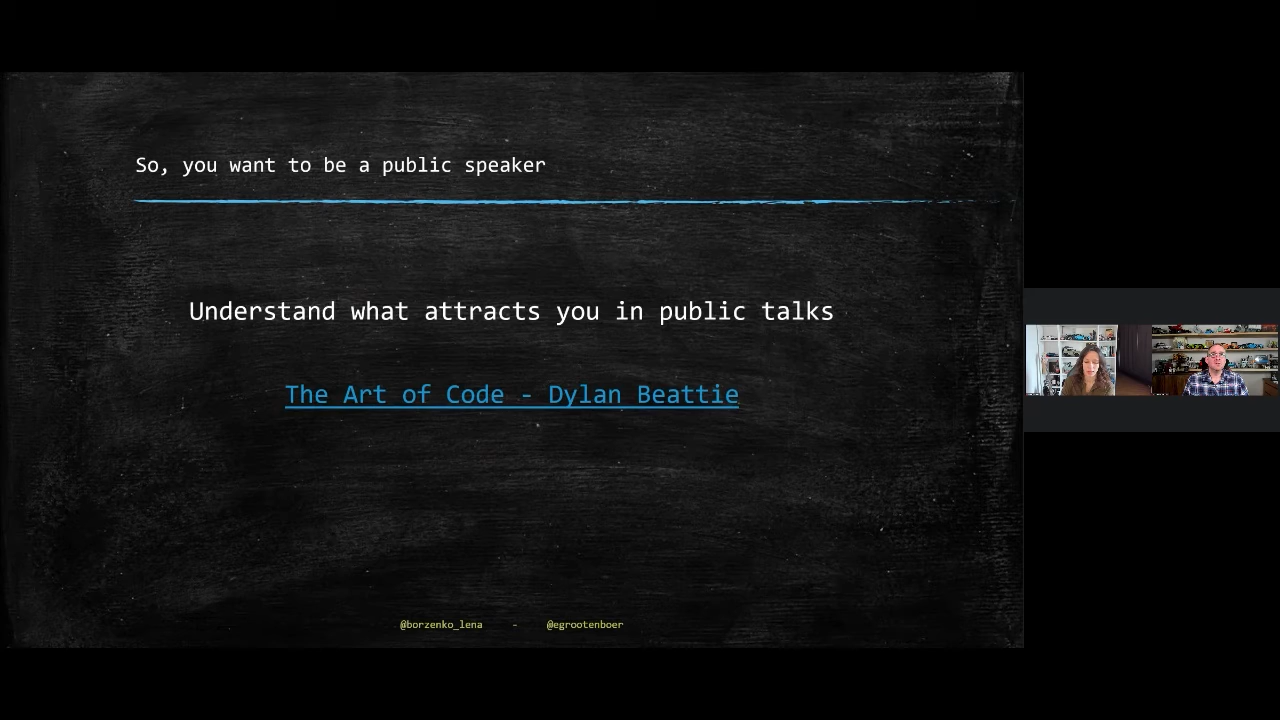 So, you want to be a public speaker
Understand what attracts you in public talks
The Art of Code - Dylan Beattie
@borzenko_lena - @egrootenboer